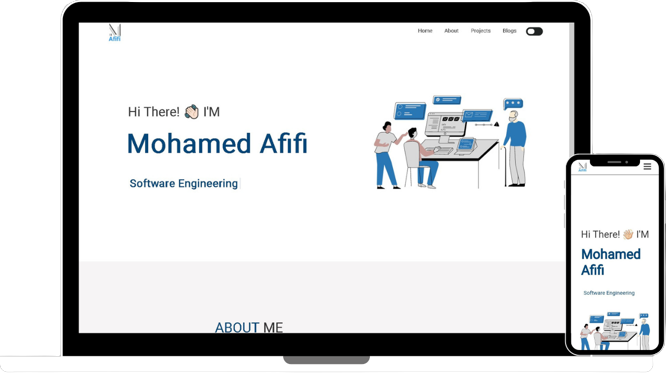 M
Afifi
Home About Projects Blogs
Hi There! 👋🏻 I'M
Mohamed Afifi
Software Engineering
ABOUT ME
Hi There! 👋🏻 I'M
Mohamed
Afifi
Software Engineering